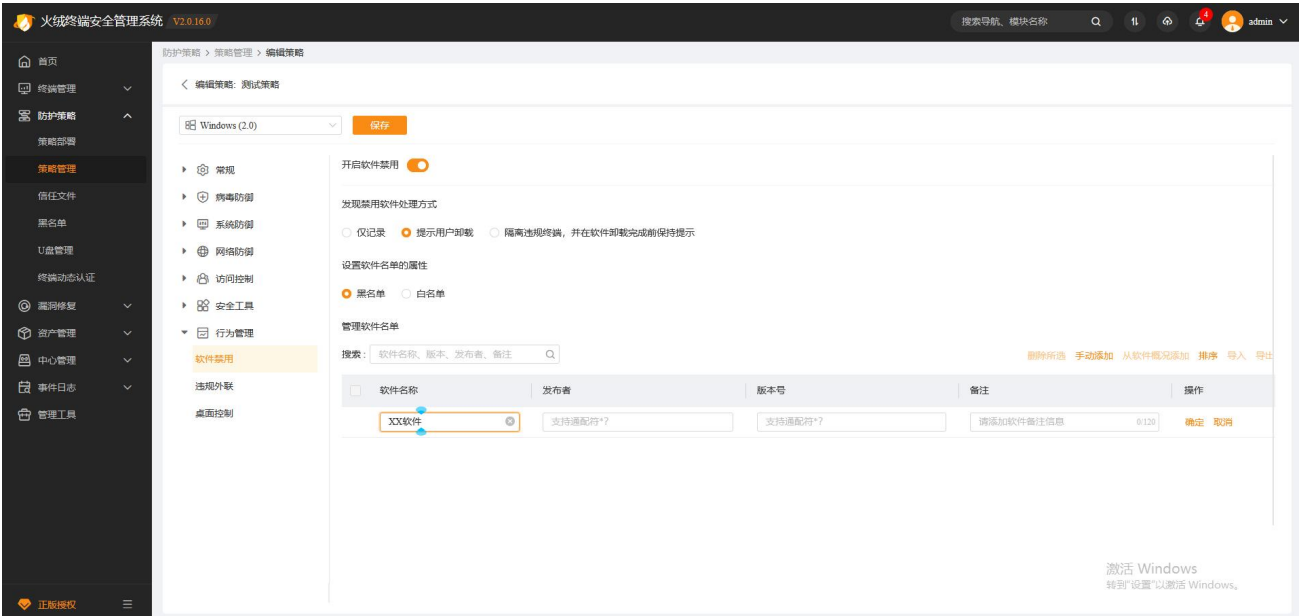 火绒终端安全管理系统 V2.0.16.0
搜索导航、模块名称
4
admin
首页
终端管理
防护策略
策略部署
策略管理
信任文件
黑名单
U盘管理
终端动态认证
漏洞修复
资产管理
中心管理
事件日志
管理工具
正版授权
防护策略 > 策略管理 > 编辑策略
编辑策略：测试策略
Windows (2.0)
保存
常规
病毒防御
系统防御
网络防御
访问控制
安全工具
行为管理
软件禁用
违规外联
桌面控制
开启软件禁用
发现禁用软件处理方式
仅记录 提示用户卸载 隔离违规终端，并在软件卸载完成前保持提示
设置软件名单的属性
黑名单 白名单
管理软件名单
搜索： 软件名称、版本、发布者、备注
删除所选 手动添加 从软件概况添加 排序 导入 导出
软件名称 发布者 版本号 备注 操作
XX软件 支持通配符*? 支持通配符*? 请添加软件备注信息 0/120 确定 取消
激活 Windows
转到"设置"以激活 Windows。